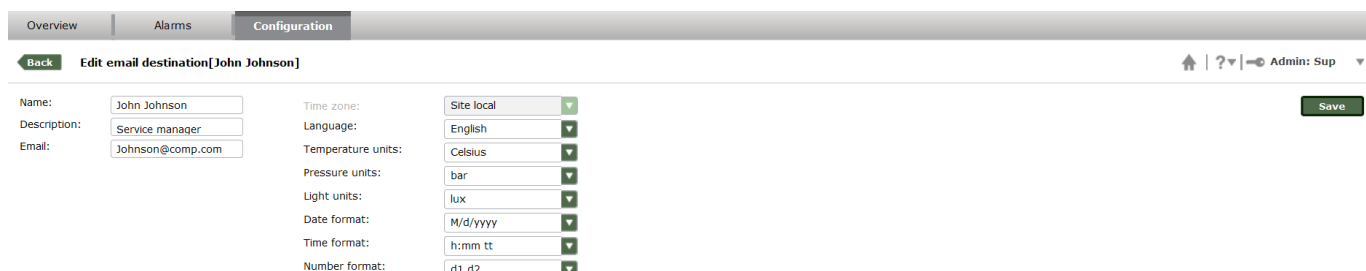 Overview Alarms Configuration
Back Edit email destination[John Johnson] ? Admin: Sup
Name: John Johnson Time zone: Site local Save
Description: Service manager Language: English
Email: Johnson@comp.com Temperature units: Celsius
Pressure units: bar
Light units: lux
Date format: M/d/yyyy
Time format: h:mm tt
Number format: d1,d2